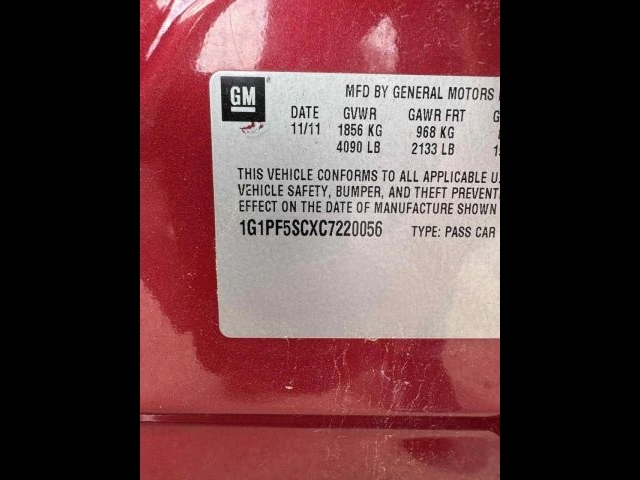 GM
MFD BY GENERAL MOTORS
DATE GVWR GAWR FRT
11/11 1856 KG 968 KG
4090 LB 2133 LB
THIS VEHICLE CONFORMS TO ALL APPLICABLE U.
VEHICLE SAFETY, BUMPER, AND THEFT PREVENT
EFFECT ON THE DATE OF MANUFACTURE SHOWN
1G1PF5SCXC7220056 TYPE: PASS CAR